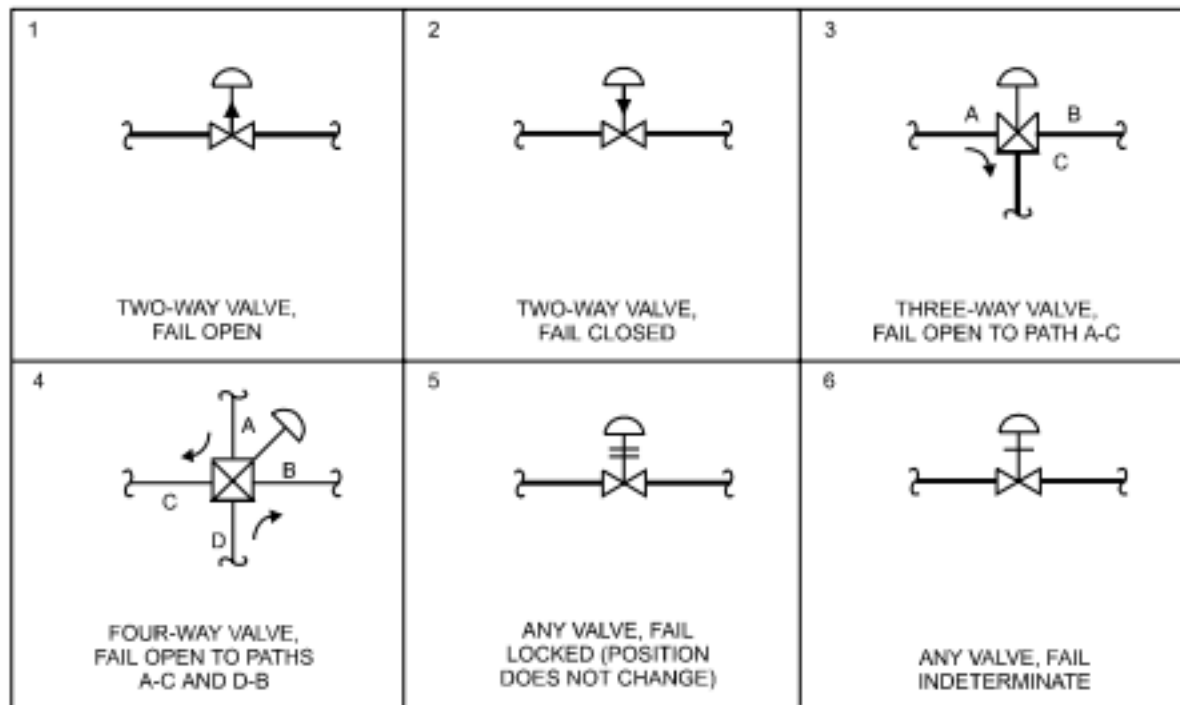 1
TWO-WAY VALVE,
FAIL OPEN
2
TWO-WAY VALVE,
FAIL CLOSED
3
A
B
C
THREE-WAY VALVE,
FAIL OPEN TO PATH A-C
4
A
B
C
D
FOUR-WAY VALVE,
FAIL OPEN TO PATHS
A-C AND D-B
5
ANY VALVE, FAIL
LOCKED (POSITION
DOES NOT CHANGE)
6
ANY VALVE, FAIL
INDETERMINATE